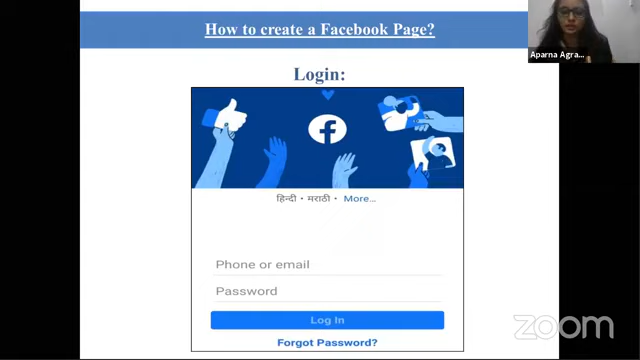 How to create a Facebook Page?
Aparna Agra...
Login:
f
हिन्दी • मराठी • More...
Phone or email
Password
Log In
Forgot Password?
zoom